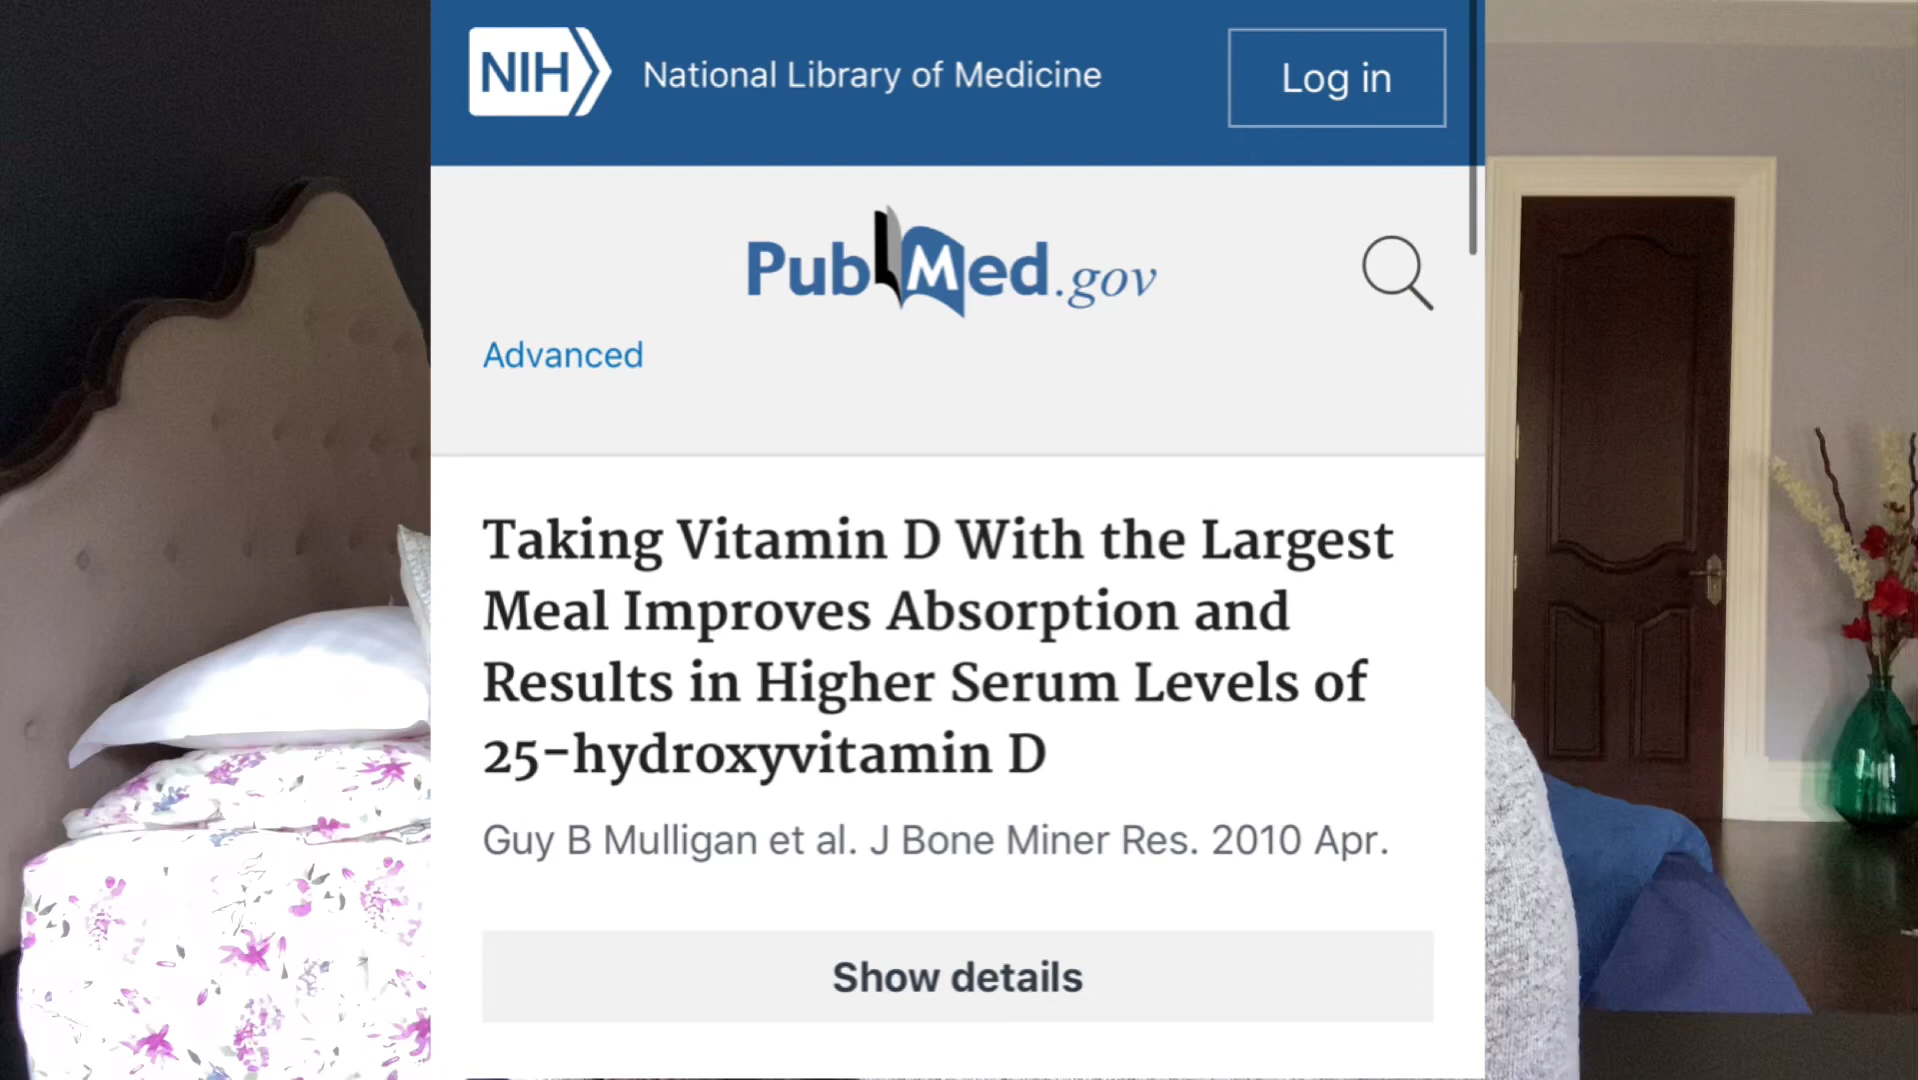 NIH National Library of Medicine Log in
PubMed.gov
Advanced
Taking Vitamin D With the Largest
Meal Improves Absorption and
Results in Higher Serum Levels of
25-hydroxyvitamin D
Guy B Mulligan et al. J Bone Miner Res. 2010 Apr.
Show details